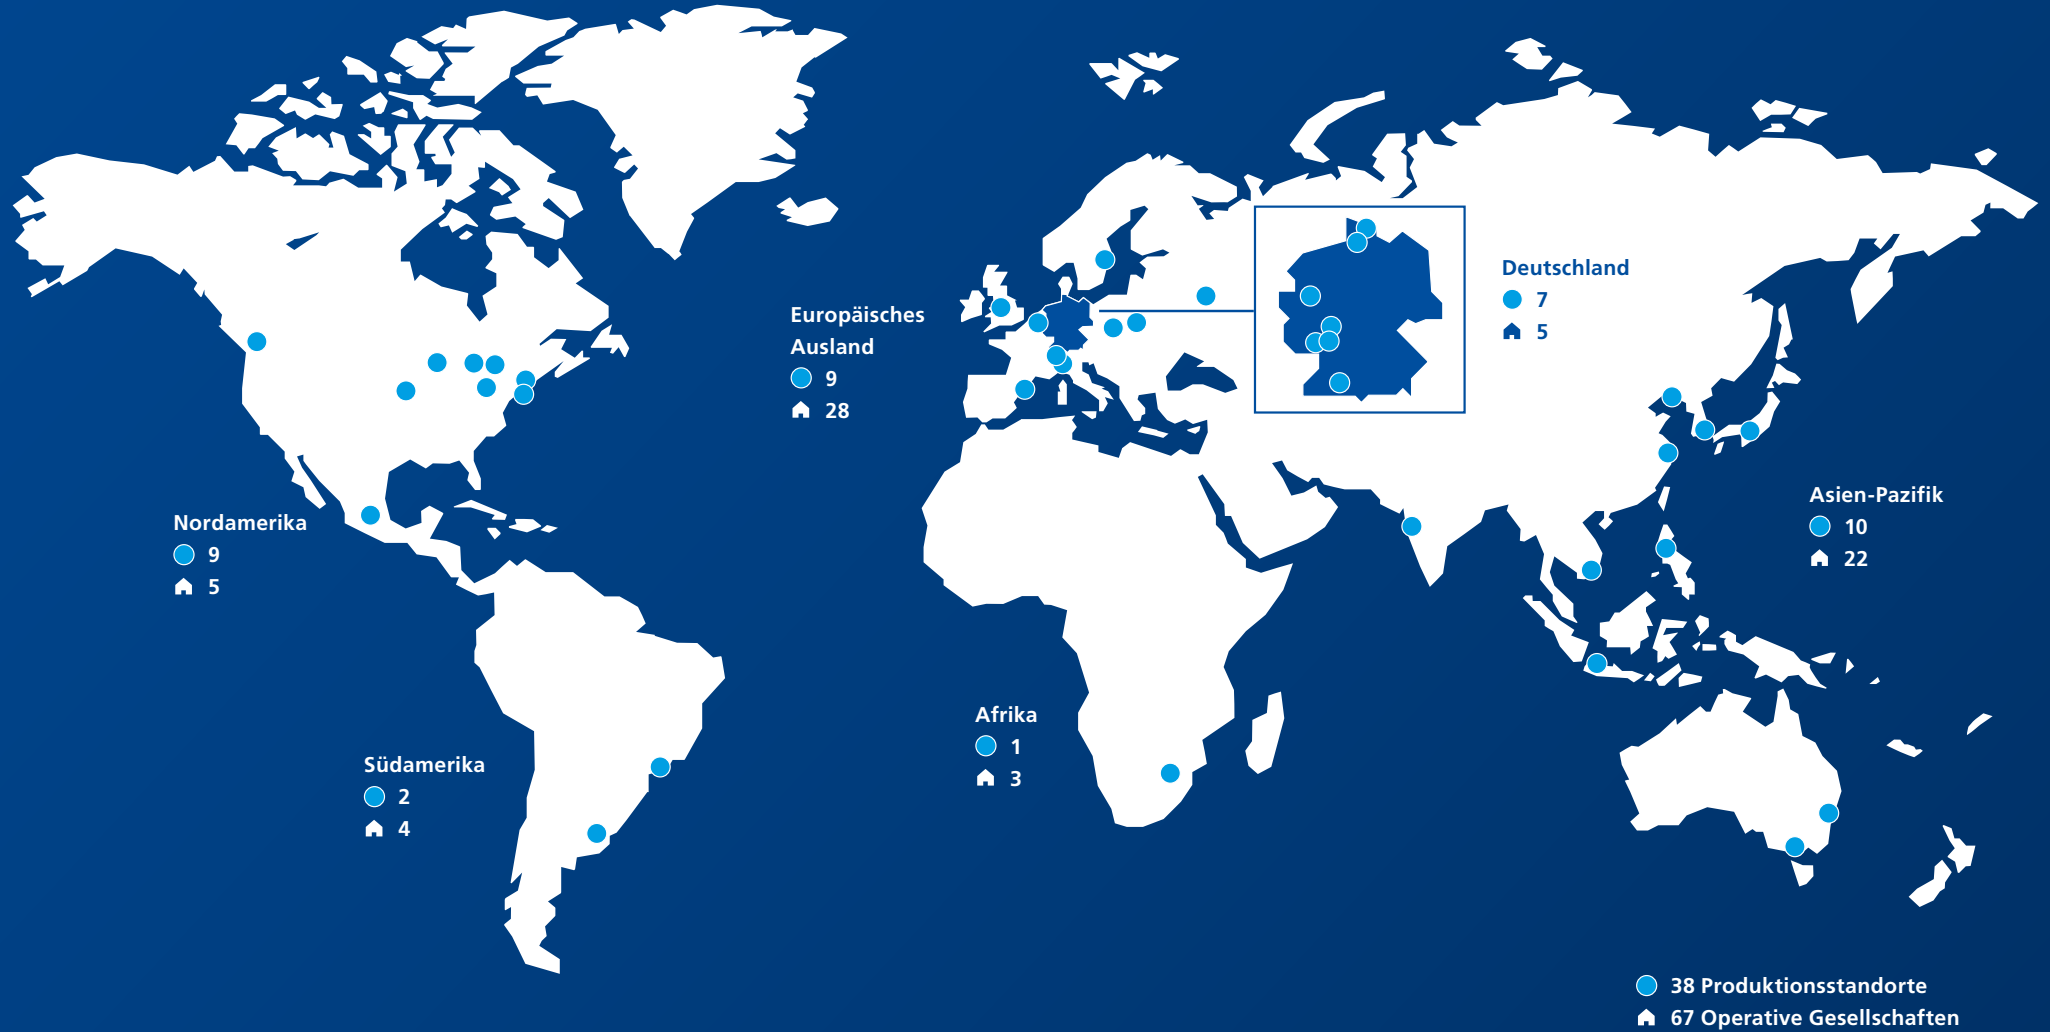 Deutschland
7
5
Europäisches
Ausland
9
28
Asien-Pazifik
10
22
Nordamerika
9
5
Afrika
1
3
Südamerika
2
4
38 Produktionsstandorte
67 Operative Gesellschaften